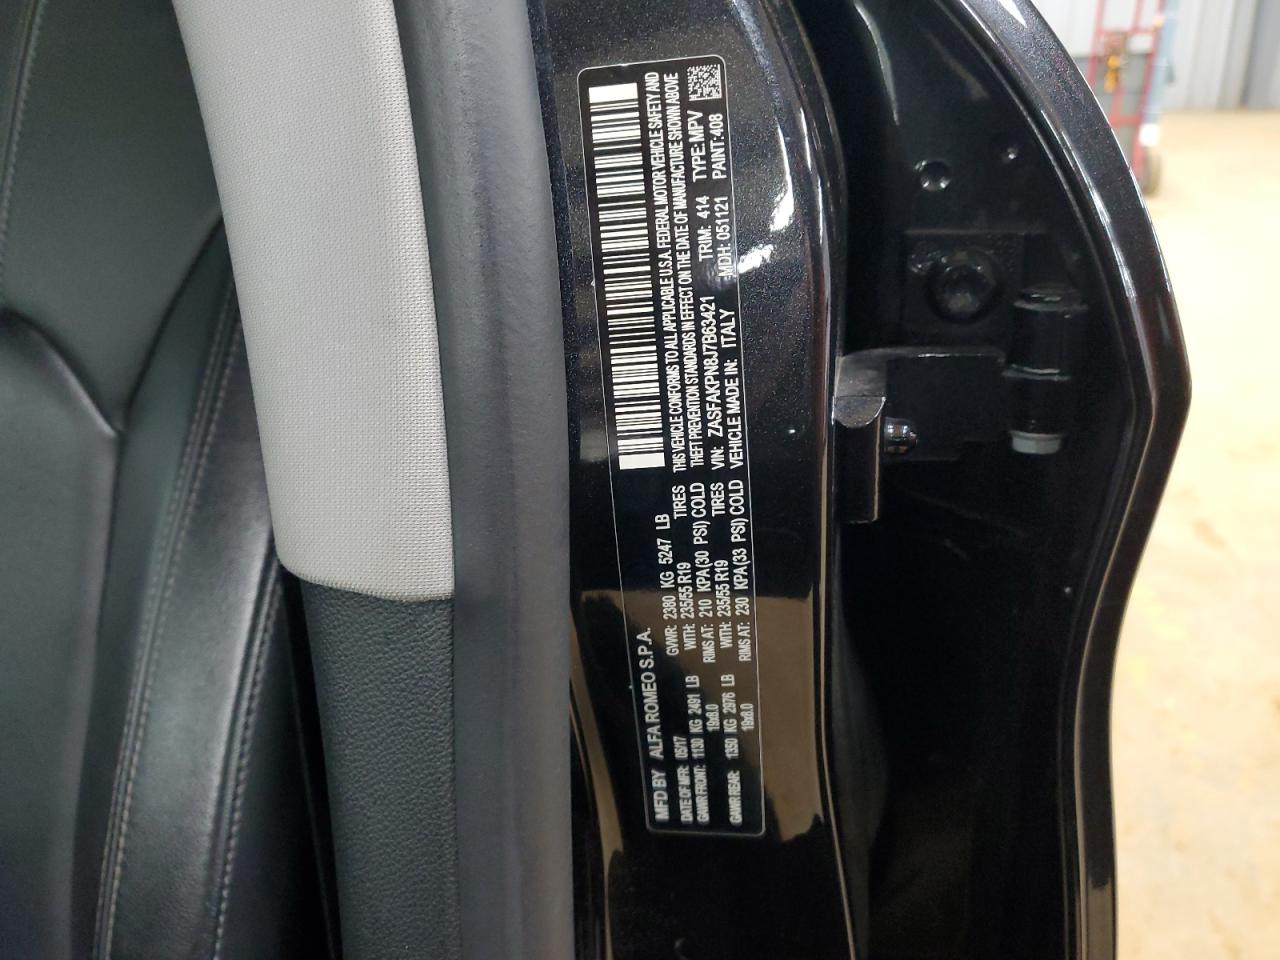 MFD BY ALFA ROMEO S.P.A.
DATE OF MFR: 05/17 GVWR: 2380 KG 5247 LB
GAWR FRONT: 1130 KG 2491 LB WITH: 235/55 R19 TIRES
19x8.0 RIMS AT: 210 KPA(30 PSI) COLD
GAWR REAR: 1350 KG 2976 LB WITH: 235/55 R19 TIRES
19x8.0 RIMS AT: 230 KPA(33 PSI) COLD
THIS VEHICLE CONFORMS TO ALL APPLICABLE U.S.A. FEDERAL MOTOR VEHICLE SAFETY AND
THEFT PREVENTION STANDARDS IN EFFECT ON THE DATE OF MANUFACTURE SHOWN ABOVE
VIN: ZASFAKPN8J7B63421 TRIM: 414 TYPE:MPV
VEHICLE MADE IN: ITALY MDH: 051121 PAINT:408